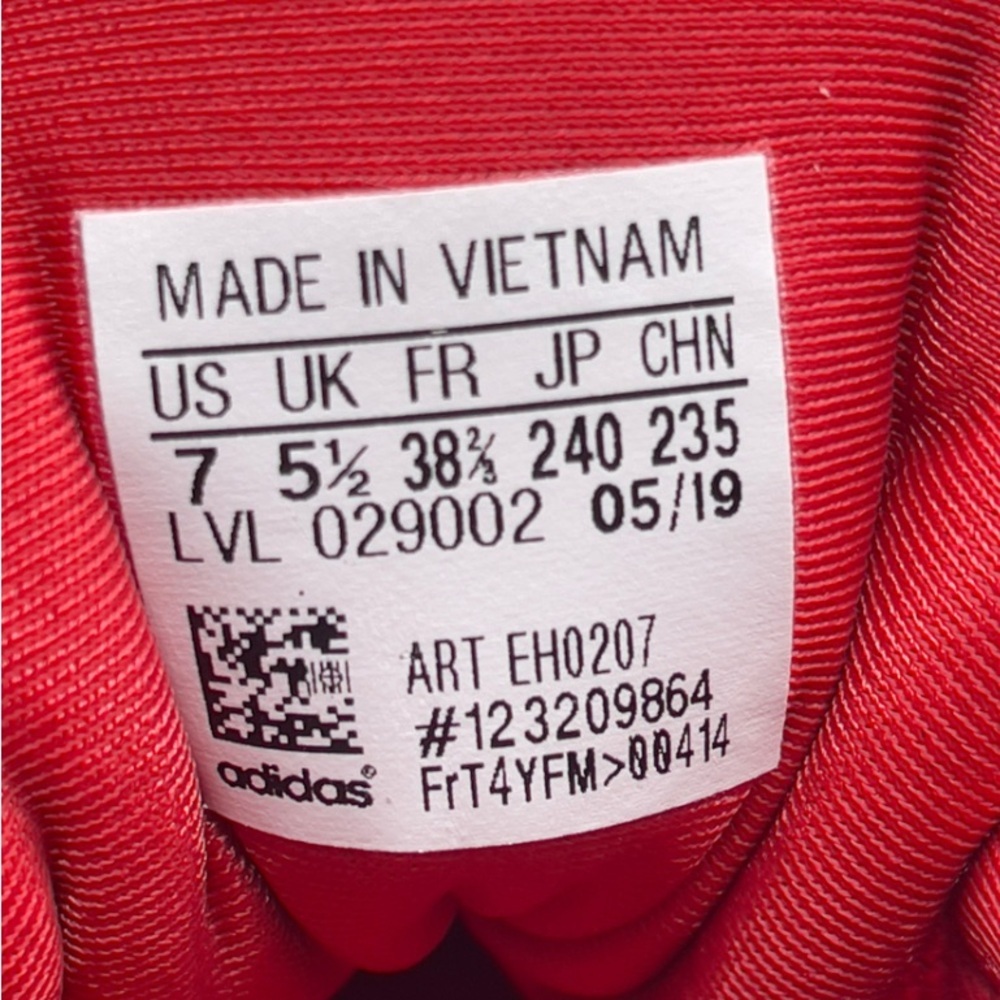 MADE IN VIETNAM
US UK FR JP CHN
7 5½ 38⅔ 240 235
LVL 029002 05/19
ART EH0207
#123209864
FrT4YFM>00414
adidas®